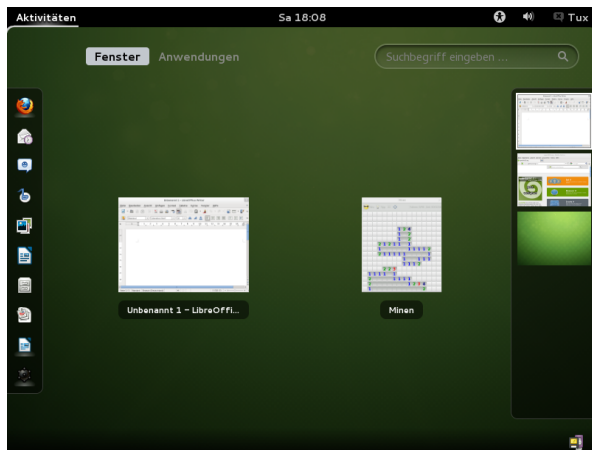 Aktivitäten
Sa 18:08
Tux
Fenster
Anwendungen
Suchbegriff eingeben ...
Unbenannt 1 - LibreOffi...
Minen